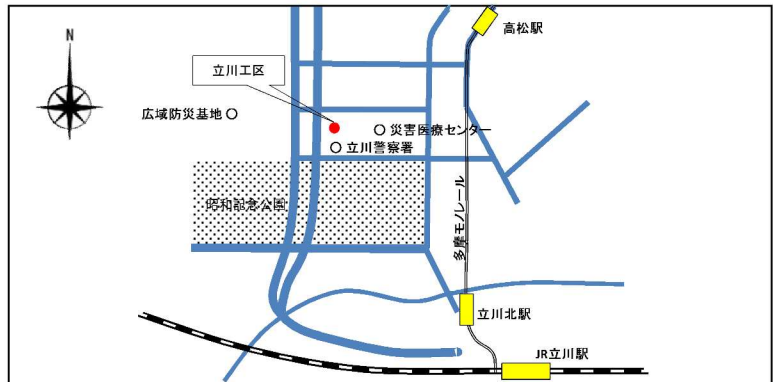 N
高松駅
立川工区
広域防災基地
災害医療センター
立川警察署
昭和記念公園
多摩モノレール
立川北駅
JR立川駅